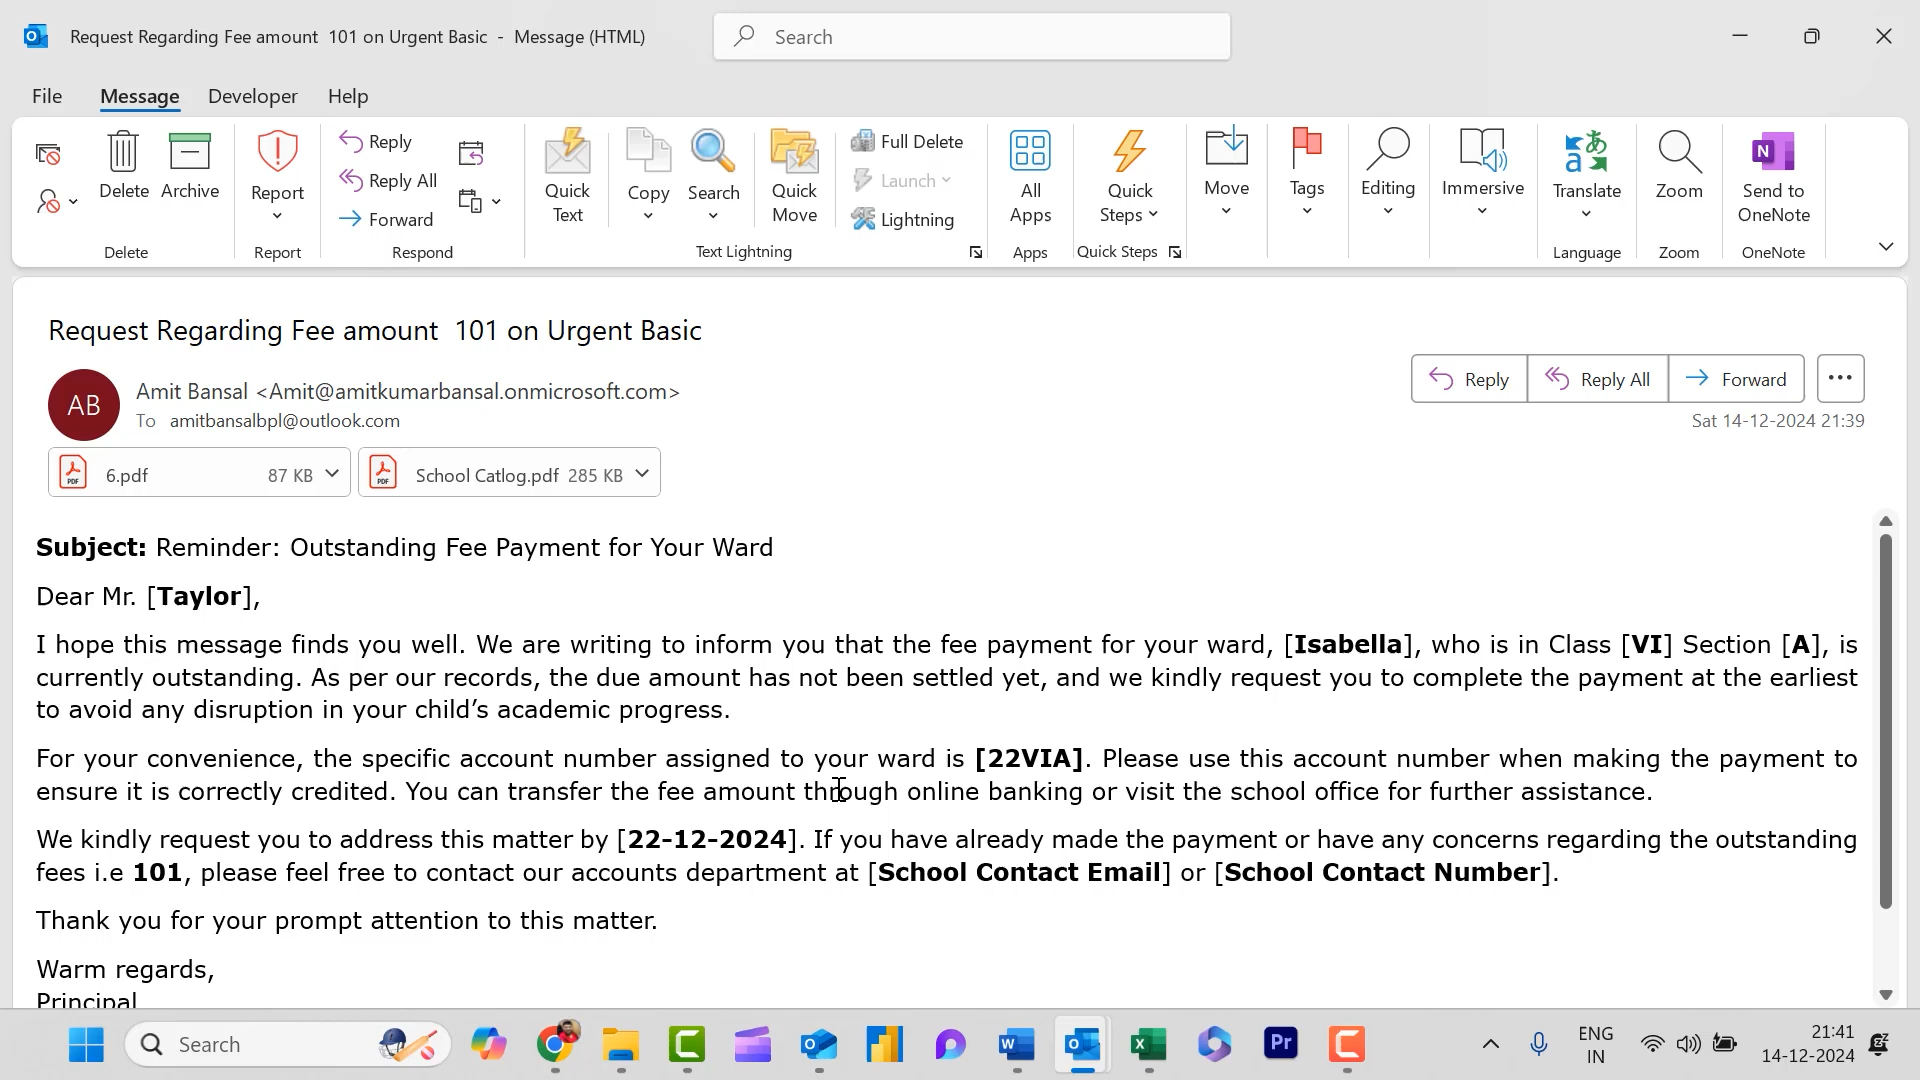 Request Regarding Fee amount  101 on Urgent Basic  -  Message (HTML)
Search
File
Message
Developer
Help
Delete
Archive
Delete
Report
Report
Reply
Reply All
Forward
Respond
Quick Text
Copy
Search
Quick Move
Full Delete
Launch
Lightning
Text Lightning
All Apps
Apps
Quick Steps
Quick Steps
Move
Tags
Editing
Immersive
Translate
Language
Zoom
Zoom
Send to OneNote
OneNote
Request Regarding Fee amount  101 on Urgent Basic
AB
Amit Bansal <Amit@amitkumarbansal.onmicrosoft.com>
To amitbansalbpl@outlook.com
Reply
Reply All
Forward
Sat 14-12-2024 21:39
PDF
6.pdf
87 KB
PDF
School Catlog.pdf
285 KB
Subject: Reminder: Outstanding Fee Payment for Your Ward
Dear Mr. [Taylor],
I hope this message finds you well. We are writing to inform you that the fee payment for your ward, [Isabella], who is in Class [VI] Section [A], is
currently outstanding. As per our records, the due amount has not been settled yet, and we kindly request you to complete the payment at the earliest
to avoid any disruption in your child’s academic progress.
For your convenience, the specific account number assigned to your ward is [22VIA]. Please use this account number when making the payment to
ensure it is correctly credited. You can transfer the fee amount through online banking or visit the school office for further assistance.
We kindly request you to address this matter by [22-12-2024]. If you have already made the payment or have any concerns regarding the outstanding
fees i.e 101, please feel free to contact our accounts department at [School Contact Email] or [School Contact Number].
Thank you for your prompt attention to this matter.
Warm regards,
Principal
Search
Pr
ENG
IN
21:41
14-12-2024